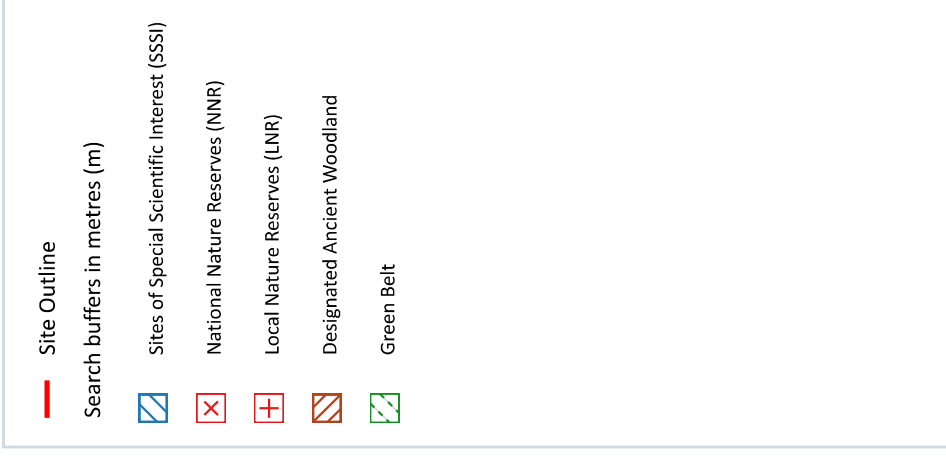 Site Outline
Search buffers in metres (m)
Sites of Special Scientific Interest (SSSI)
National Nature Reserves (NNR)
Local Nature Reserves (LNR)
Designated Ancient Woodland
Green Belt